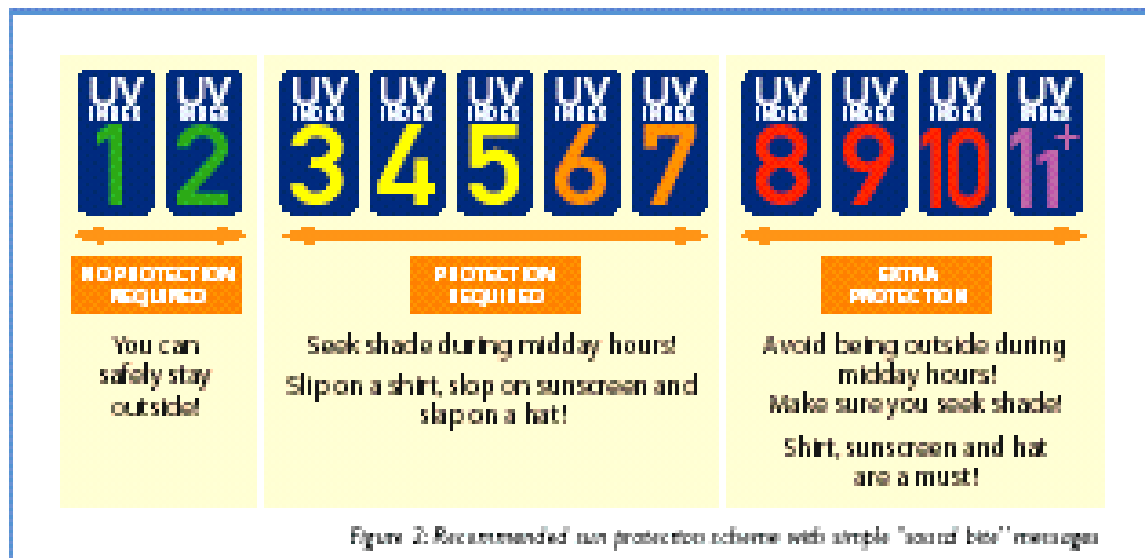 UV INDEX 1
UV INDEX 2
UV INDEX 3
UV INDEX 4
UV INDEX 5
UV INDEX 6
UV INDEX 7
UV INDEX 8
UV INDEX 9
UV INDEX 10
UV INDEX 11+
NO PROTECTION
REQUIRED
You can
safely stay
outside!
PROTECTION
REQUIRED
Seek shade during midday hours!
Slip on a shirt, slop on sunscreen and
slap on a hat!
EXTRA
PROTECTION
Avoid being outside during
midday hours!
Make sure you seek shade!
Shirt, sunscreen and hat
are a must!
Figure 2: Recommended sun protection scheme with simple "sound bite" messages